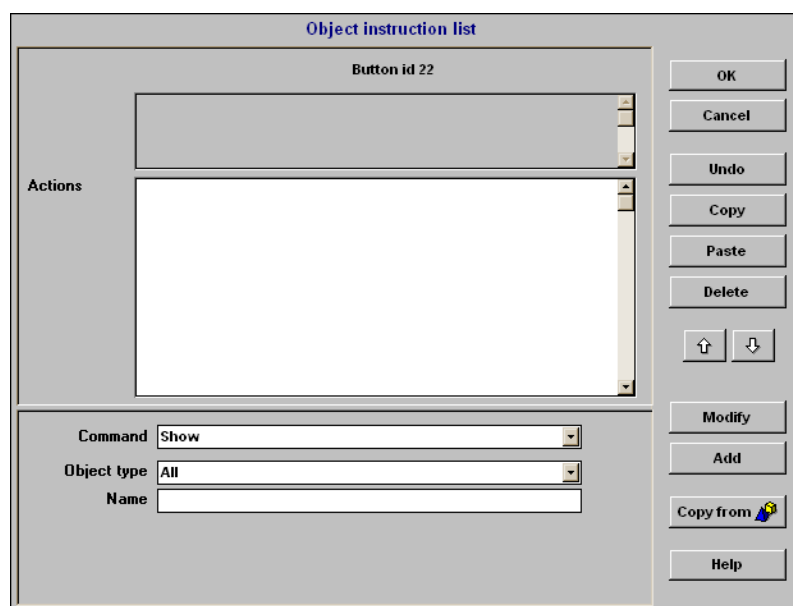 Object instruction list
Button id 22
Actions
Command Show
Object type All
Name
OK
Cancel
Undo
Copy
Paste
Delete
Modify
Add
Copy from
Help